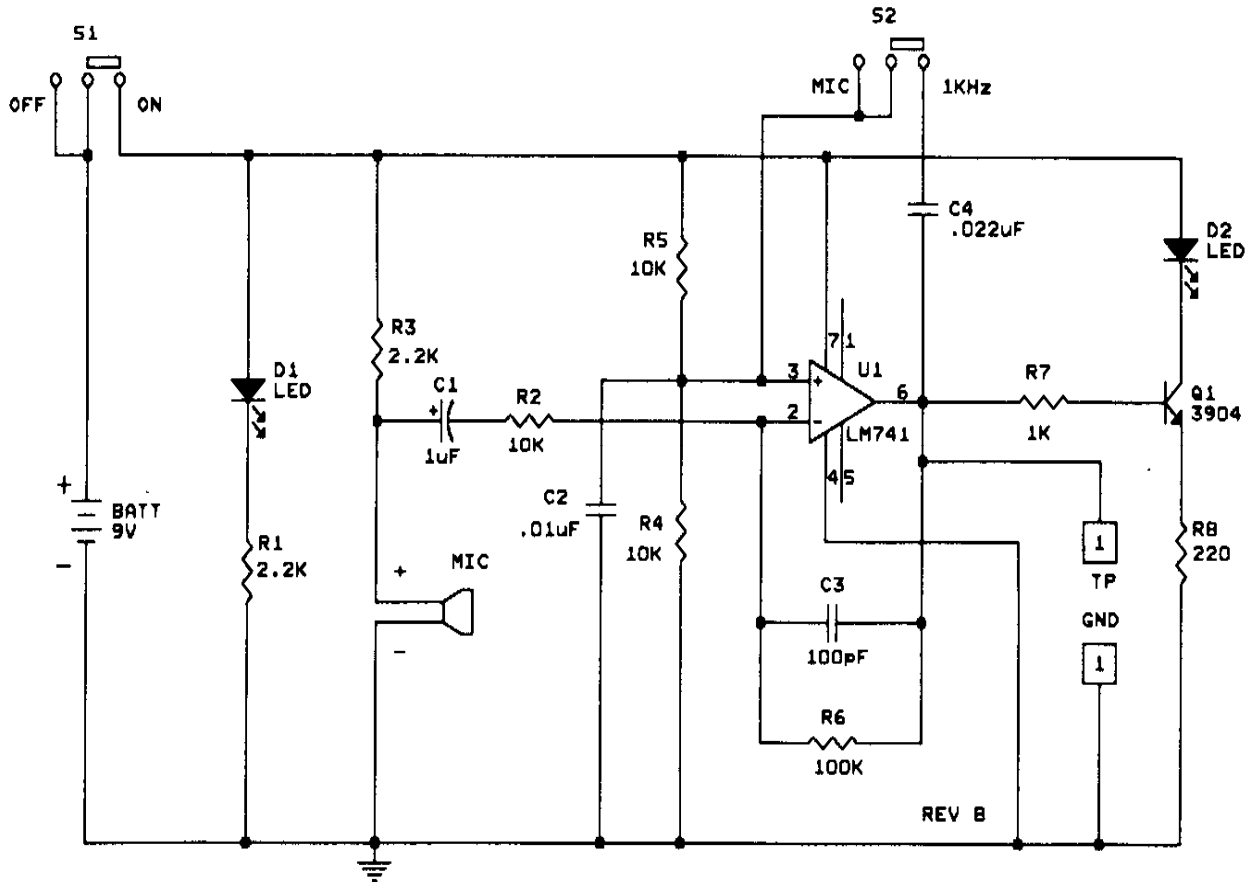 S1
OFF
ON
S2
MIC
1KHz
C4
.022uF
D2
LED
R5
10K
R3
2.2K
D1
LED
C1
+
1uF
R2
10K
7 1
U1
3
+
2
-
6
LM741
4 5
R7
1K
Q1
3904
+
BATT
9V
-
R1
2.2K
C2
.01uF
R4
10K
MIC
+
-
C3
100pF
R6
100K
1
TP
GND
1
R8
220
REV B